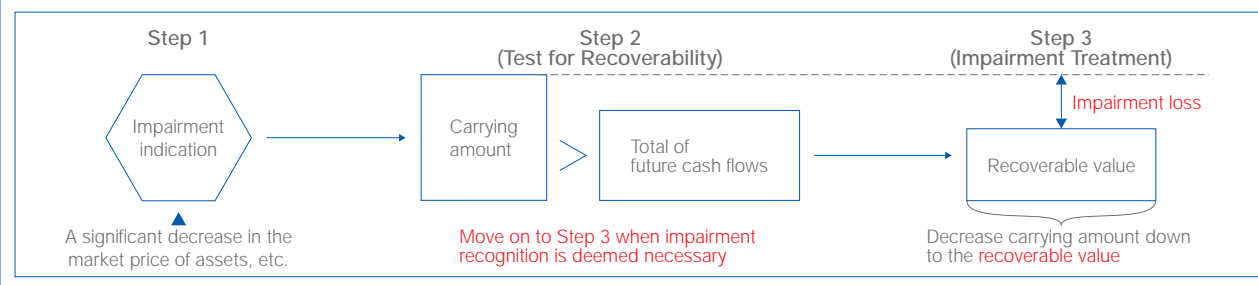 Step 1
Step 2
(Test for Recoverability)
Step 3
(Impairment Treatment)
Impairment
indication
Carrying
amount
Total of
future cash flows
Impairment loss
Recoverable value
A significant decrease in the
market price of assets, etc.
Move on to Step 3 when impairment
recognition is deemed necessary
Decrease carrying amount down
to the recoverable value